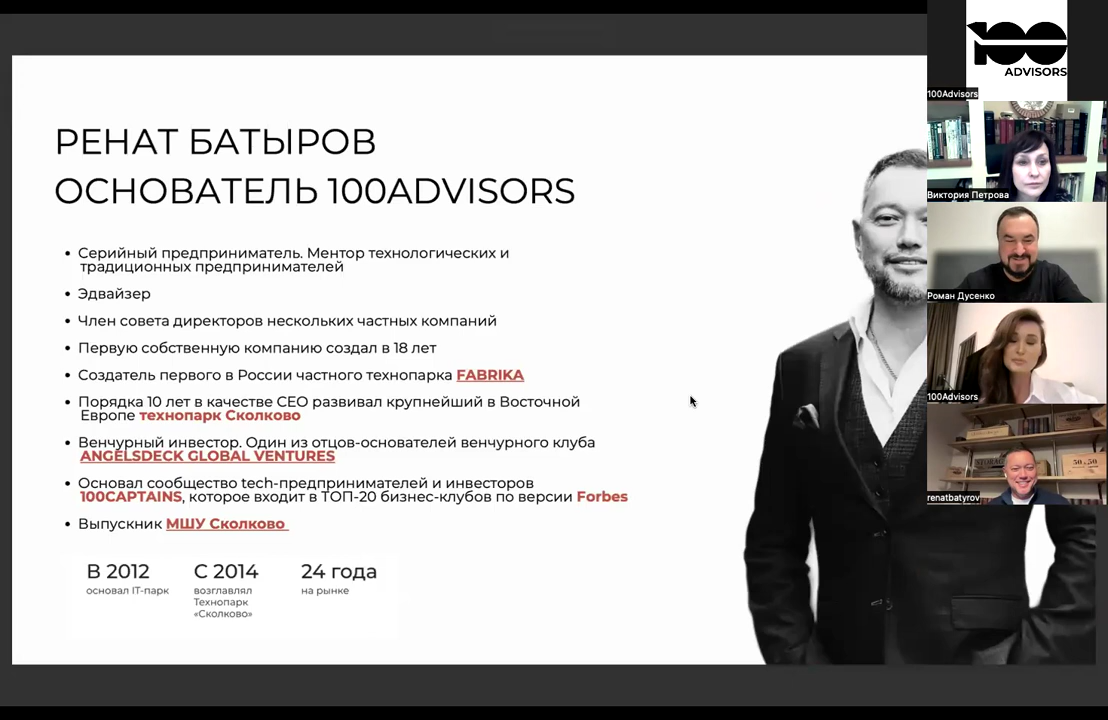 РЕНАТ БАТЫРОВ
ОСНОВАТЕЛЬ 100ADVISORS
• Серийный предприниматель. Ментор технологических и
традиционных предпринимателей
• Эдвайзер
• Член совета директоров нескольких частных компаний
• Первую собственную компанию создал в 18 лет
• Создатель первого в России частного технопарка FABRIKA
• Порядка 10 лет в качестве CEO развивал крупнейший в Восточной
Европе технопарк Сколково
• Венчурный инвестор. Один из отцов-основателей венчурного клуба
ANGELSDECK GLOBAL VENTURES
• Основал сообщество tech-предпринимателей и инвесторов
100CAPTAINS, которое входит в ТОП-20 бизнес-клубов по версии Forbes
• Выпускник МШУ Сколково
В 2012
основал IT-парк
С 2014
возглавлял
Технопарк
«Сколково»
24 года
на рынке
100
ADVISORS
100Advisors
Виктория Петрова
Роман Дусенко
100Advisors
50 x 50
renatbatyrov